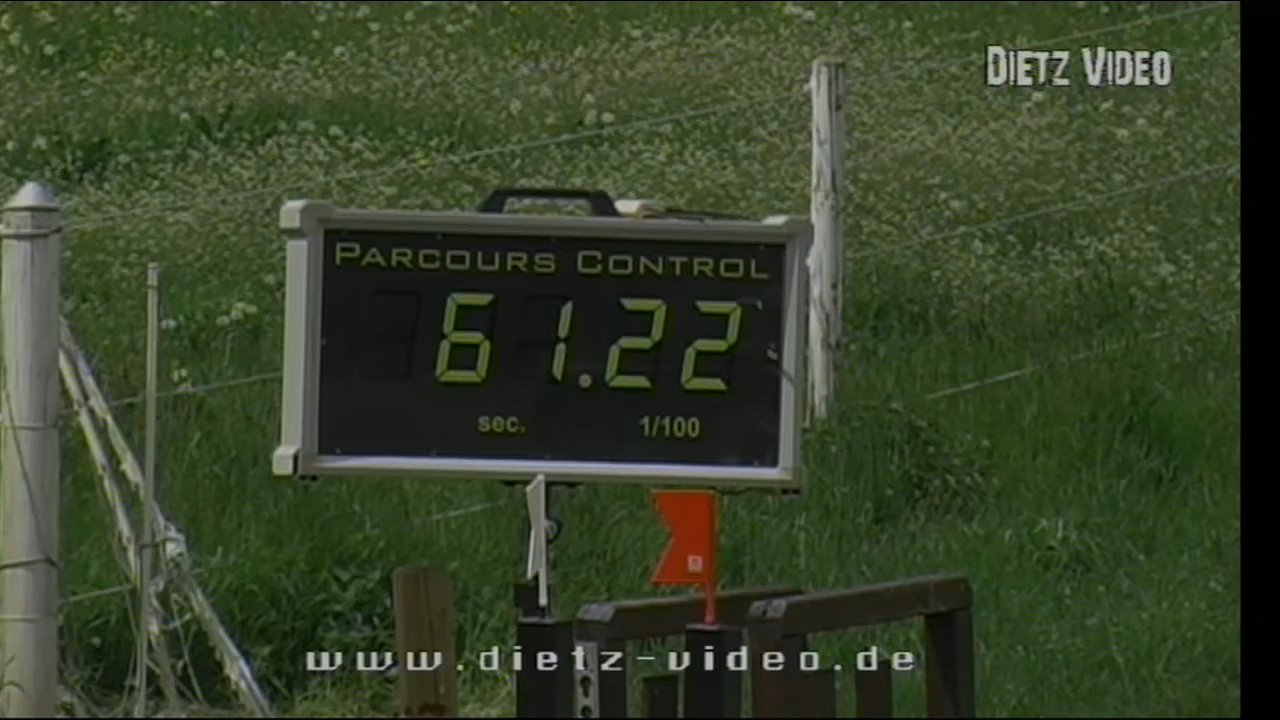 DIETZ VIDEO
PARCOURS CONTROL
61.22
sec. 1/100
www.dietz-video.de